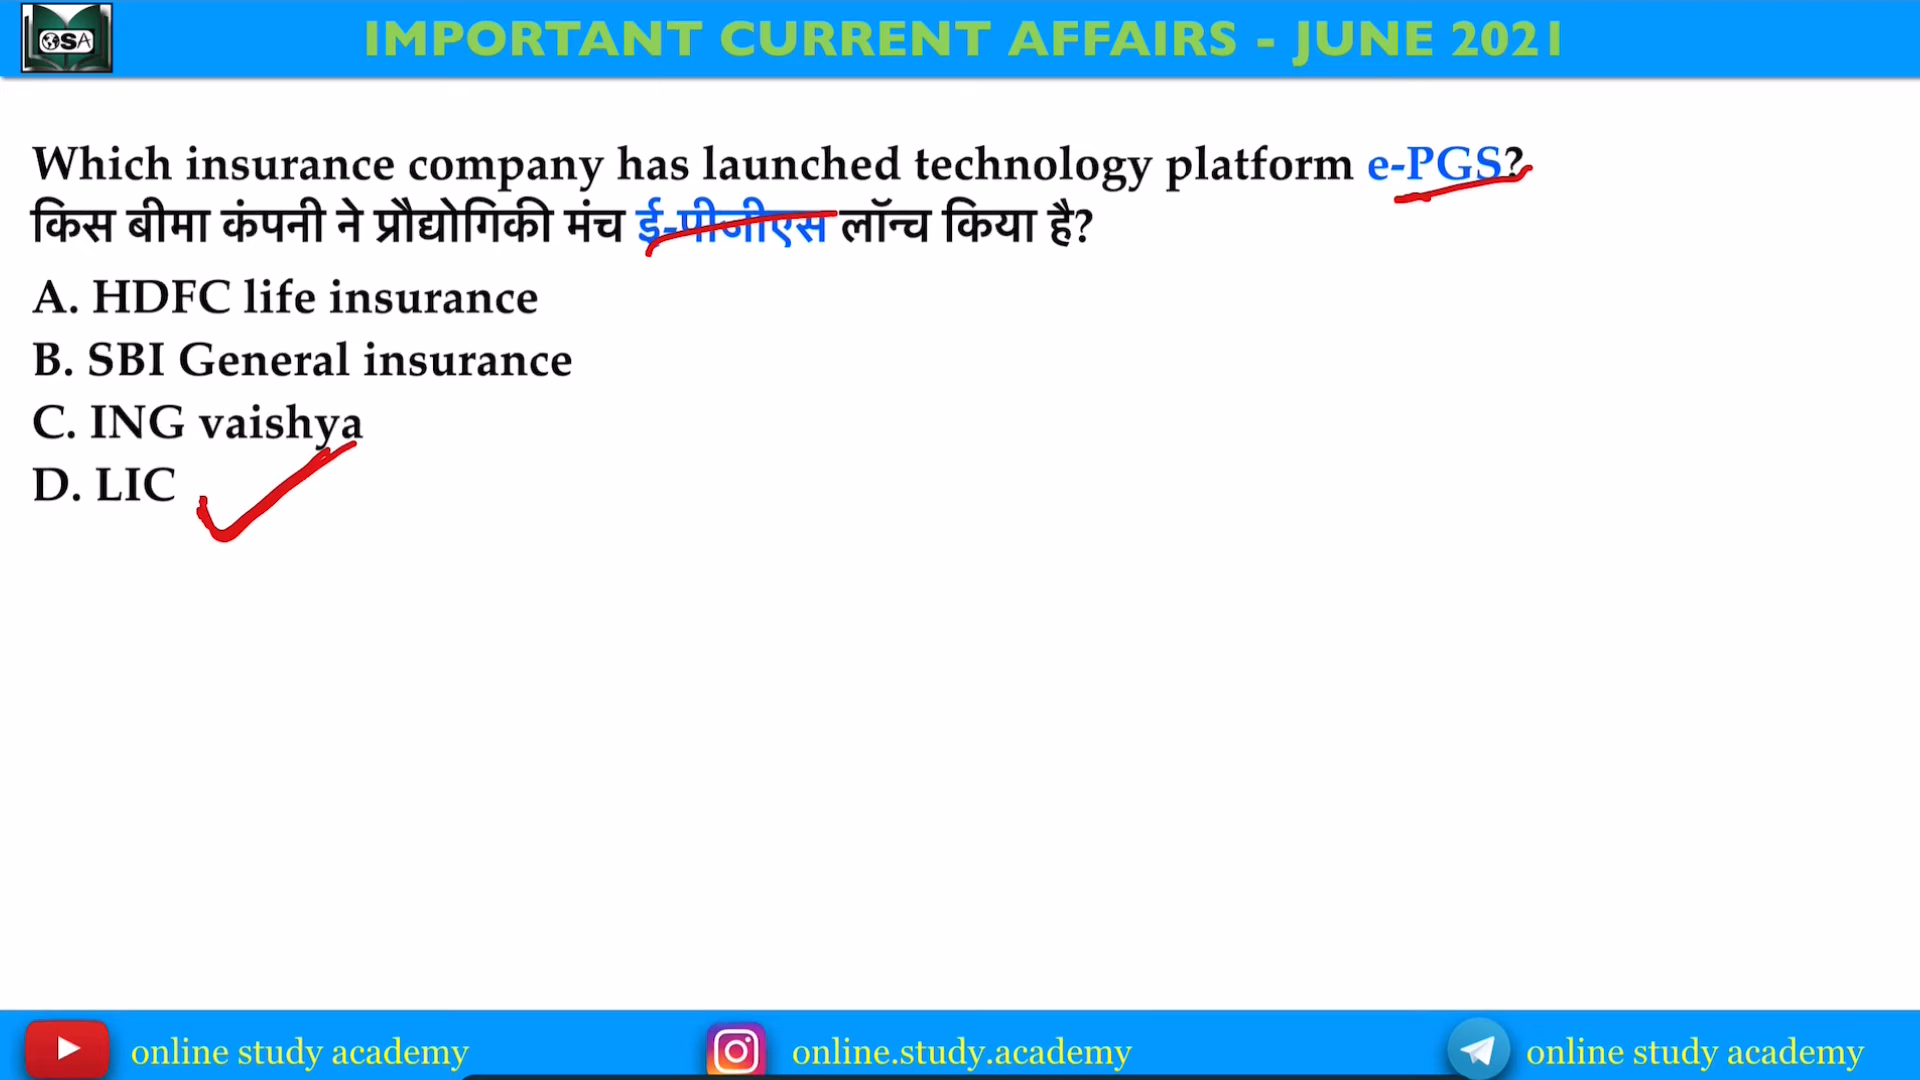 OSA
IMPORTANT CURRENT AFFAIRS - JUNE 2021
Which insurance company has launched technology platform e-PGS?
किस बीमा कंपनी ने प्रौद्योगिकी मंच ई-पीजीएस लॉन्च किया है?
A. HDFC life insurance
B. SBI General insurance
C. ING vaishya
D. LIC
online study academy
online.study.academy
online study academy